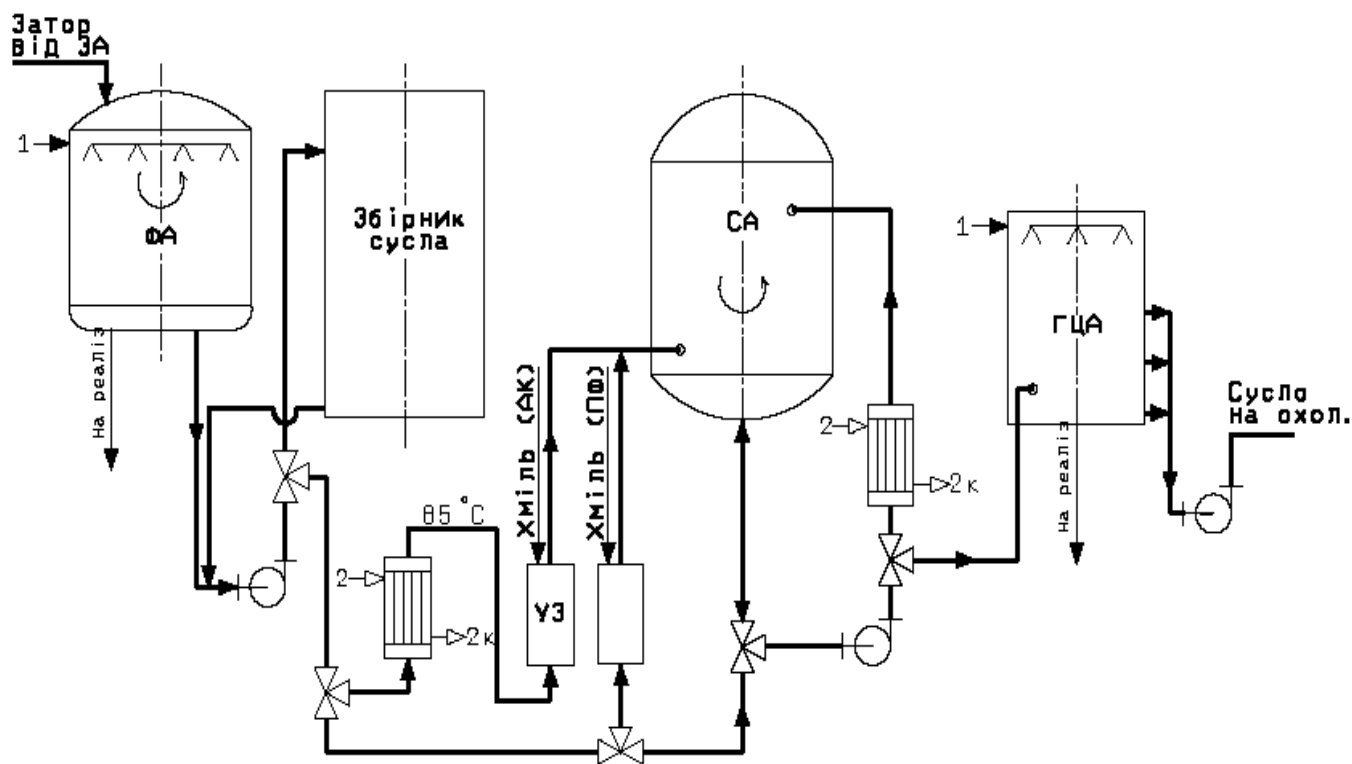 Затор
від ЗА
1
ФА
Збірник
сусла
СА
1
ГЦА
на реаліз
Хміль (АК)
Хміль (ПФ)
2
2к
на реаліз
Сусло
на охол.
85°С
2
2к
УЗ